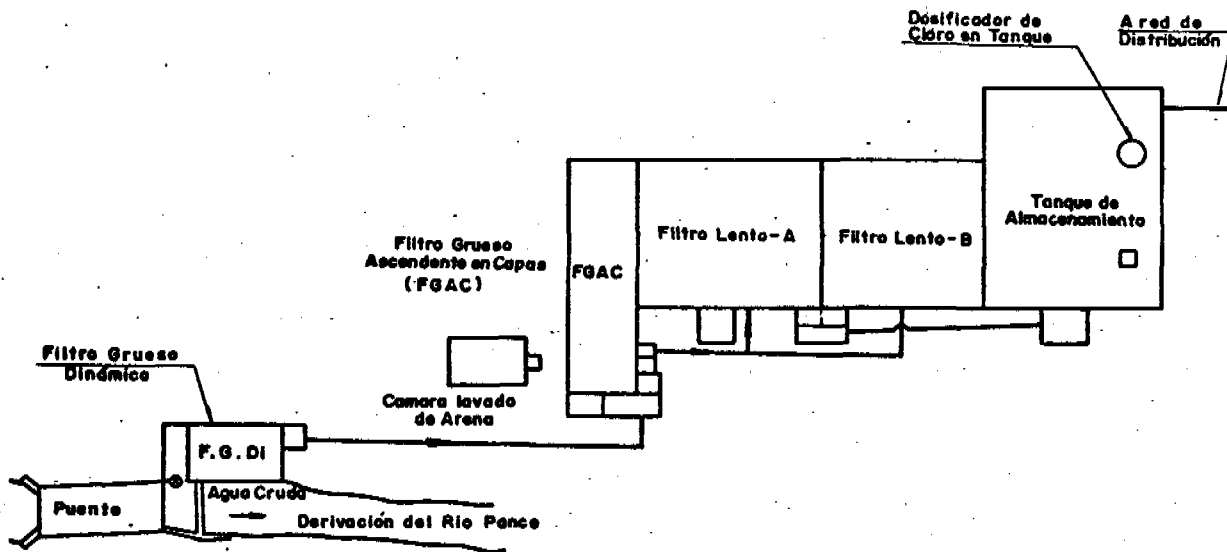 Dosificador de
Cloro en Tanque
A red de
Distribución
Tanque de
Almacenamiento
Filtro Lento-A
Filtro Lento-B
Filtro Grueso
Ascendente en Capas
(FGAC)
FGAC
Filtro Grueso
Dinámico
Camara lavado
de Arena
F.G.Di
Agua Cruda
Puente
Derivación del Rio Pance